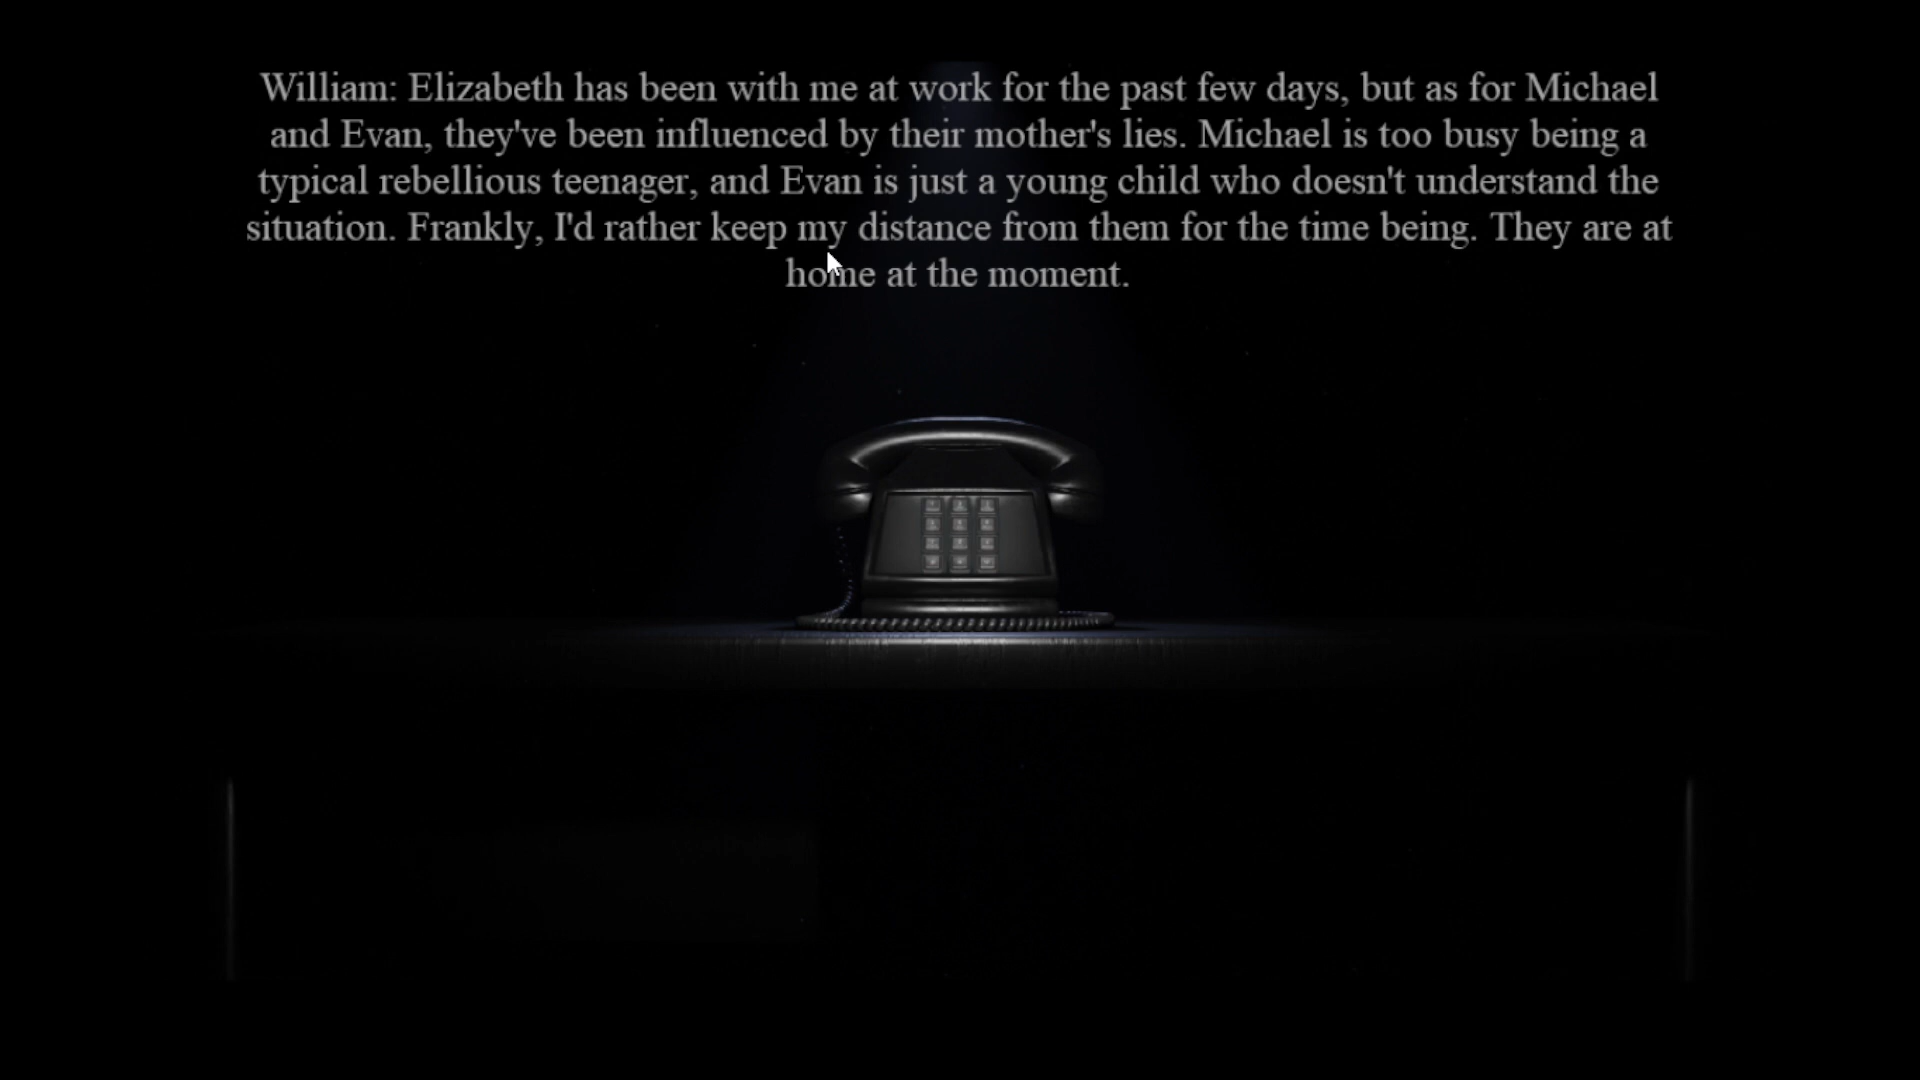 William: Elizabeth has been with me at work for the past few days, but as for Michael
and Evan, they've been influenced by their mother's lies. Michael is too busy being a
typical rebellious teenager, and Evan is just a young child who doesn't understand the
situation. Frankly, I'd rather keep my distance from them for the time being. They are at
home at the moment.